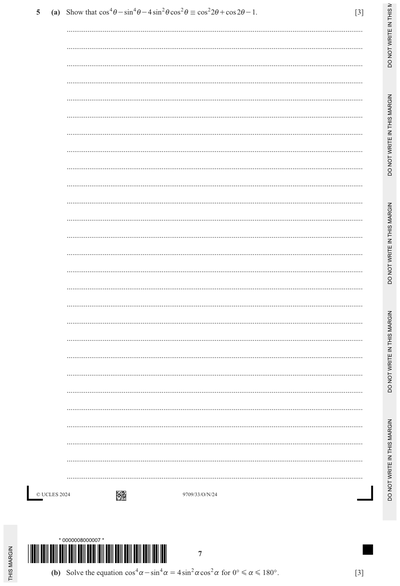 5 (a) Show that cos⁴θ − sin⁴θ − 4 sin²θ cos²θ ≡ cos²2θ + cos 2θ − 1. [3]
DO NOT WRITE IN THIS M
DO NOT WRITE IN THIS MARGIN
DO NOT WRITE IN THIS MARGIN
DO NOT WRITE IN THIS MARGIN
DO NOT WRITE IN THIS MARGIN
© UCLES 2024 9709/33/O/N/24
THIS MARGIN
* 0000008000007 *
7
(b) Solve the equation cos⁴α − sin⁴α = 4 sin²α cos²α for 0° ⩽ α ⩽ 180°. [3]